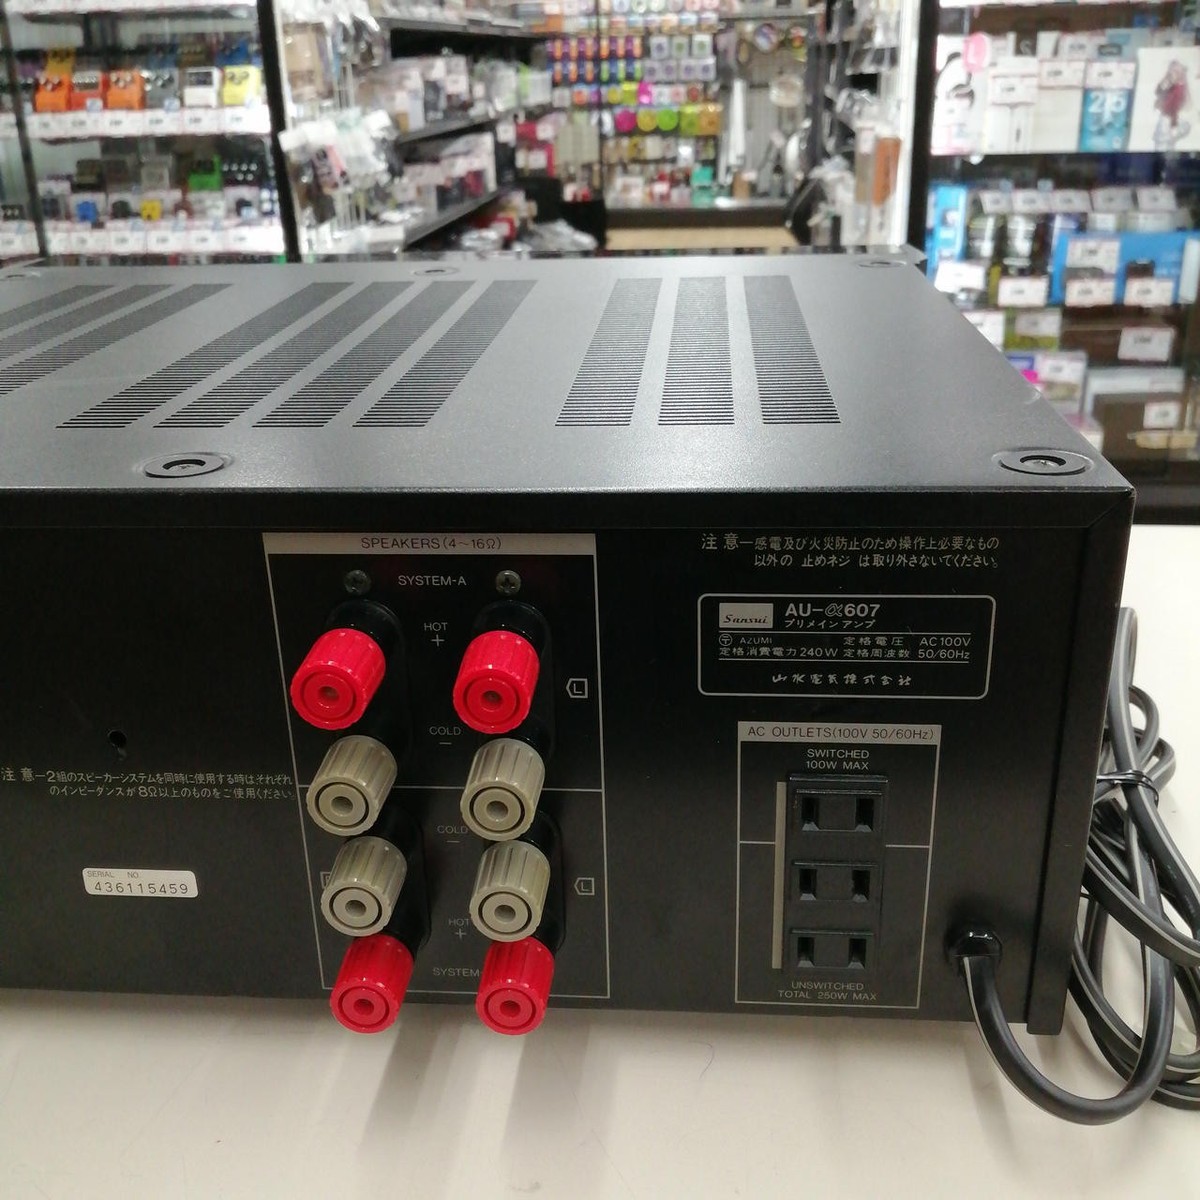 SPEAKERS(4~16Ω)
SYSTEM-A
HOT
+
COLD
−
L
COLD
−
L
HOT
+
SYSTEM-
注 意—2組のスピーカーシステムを同時に使用する時はそれぞれ
のインピーダンスが8Ω以上のものをご使用ください。
SERIAL NO.
436115459
注 意—感電及び火災防止のため操作上必要なもの
以外の 止めネジ は取り外さないでください。
Sansui
AU-α607
プリメインアンプ
〒 AZUMI 定格電圧 AC100V
定格消費電力240W 定格周波数 50/60Hz
山水電気株式会社
AC OUTLETS(100V 50/60Hz)
SWITCHED
100W MAX
UNSWITCHED
TOTAL 250W MAX